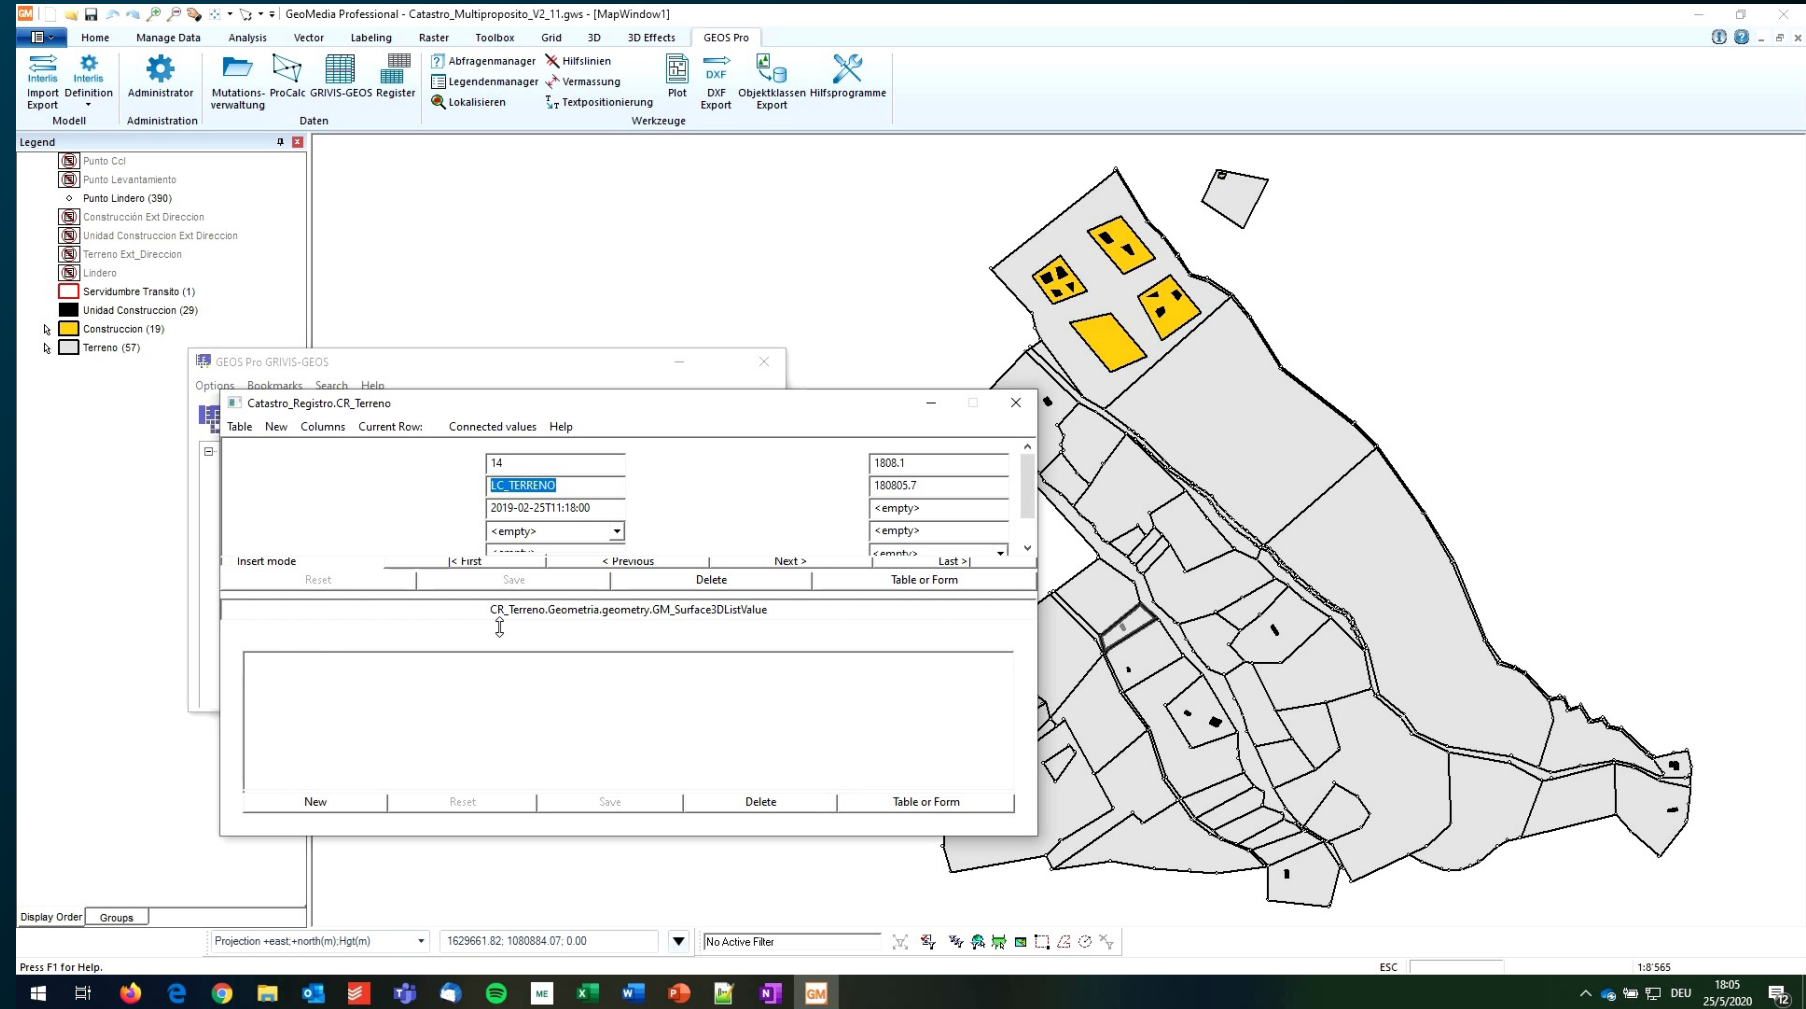 GeoMedia Professional - Catastro_Multiproposito_V2_11.gws - [MapWindow1]
Home Manage Data Analysis Vector Labeling Raster Toolbox Grid 3D 3D Effects GEOS Pro
Interlis Import Export
Interlis Definition
Modell
Administrator
Administration
Mutations-verwaltung
ProCalc
GRIVIS-GEOS
Register
Daten
Abfragenmanager
Legendenmanager
Lokalisieren
Hilfslinien
Vermassung
Textpositionierung
Plot
DXF
DXF Export
Objektklassen Export
Hilfsprogramme
Werkzeuge
Legend
Punto Ccl
Punto Levantamiento
Punto Lindero (390)
Construcción Ext Direccion
Unidad Construccion Ext Direccion
Terreno Ext_Direccion
Lindero
Servidumbre Transito (1)
Unidad Construccion (29)
Construccion (19)
Terreno (57)
GEOS Pro GRIVIS-GEOS
Options Bookmarks Search Help
Catastro_Registro.CR_Terreno
Table New Columns Current Row: Connected values Help
14 1808.1
LC_TERRENO 180805.7
2019-02-25T11:18:00 <empty>
<empty> <empty>
<empty> <empty>
Insert mode |< First < Previous Next > Last >|
Reset Save Delete Table or Form
CR_Terreno.Geometria.geometry.GM_Surface3DListValue
New Reset Save Delete Table or Form
Display Order Groups
Projection +east;+north(m);Hgt(m) 1629661.82; 1080884.07; 0.00 No Active Filter
Press F1 for Help. ESC 1:8'565
GM DEU 18:05
25/5/2020
12